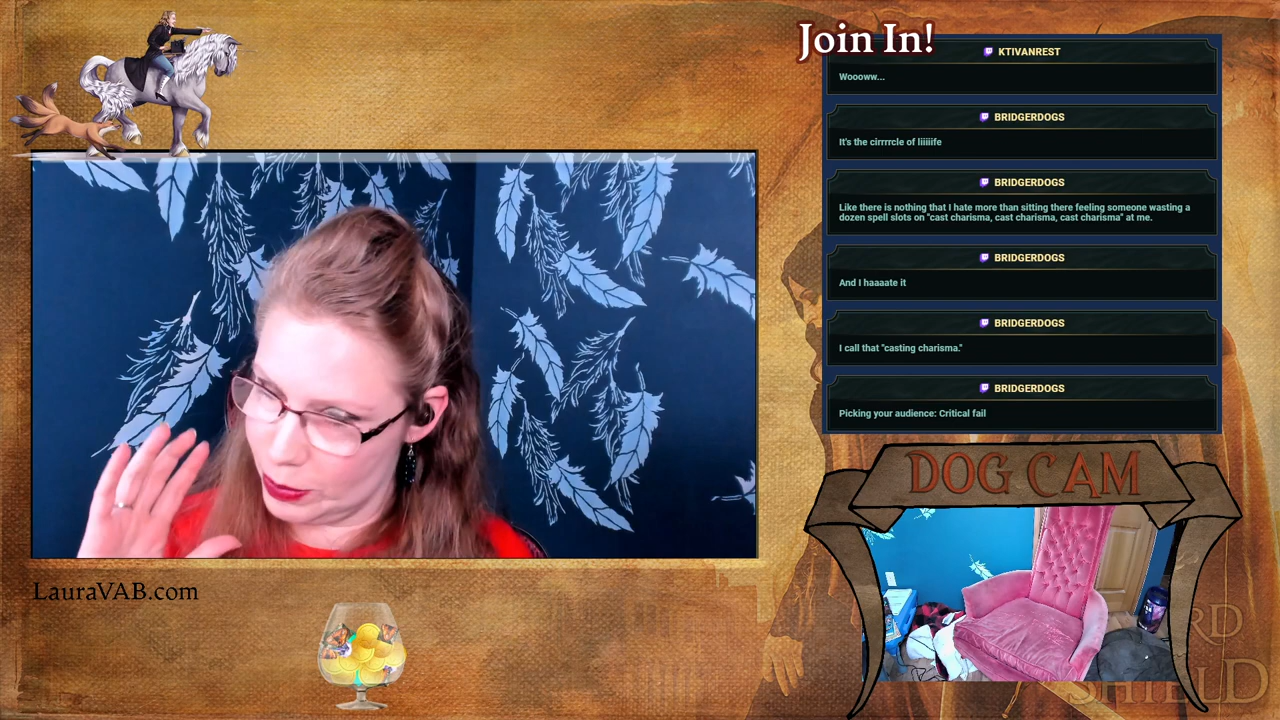 Join In!
KTIVANREST
Woooww...
BRIDGERDOGS
It's the cirrrrcle of liiiiife
BRIDGERDOGS
Like there is nothing that I hate more than sitting there feeling someone wasting a
dozen spell slots on "cast charisma, cast charisma, cast charisma" at me.
BRIDGERDOGS
And I haaaate it
BRIDGERDOGS
I call that "casting charisma."
BRIDGERDOGS
Picking your audience: Critical fail
DOG CAM
LauraVAB.com
SHIELD